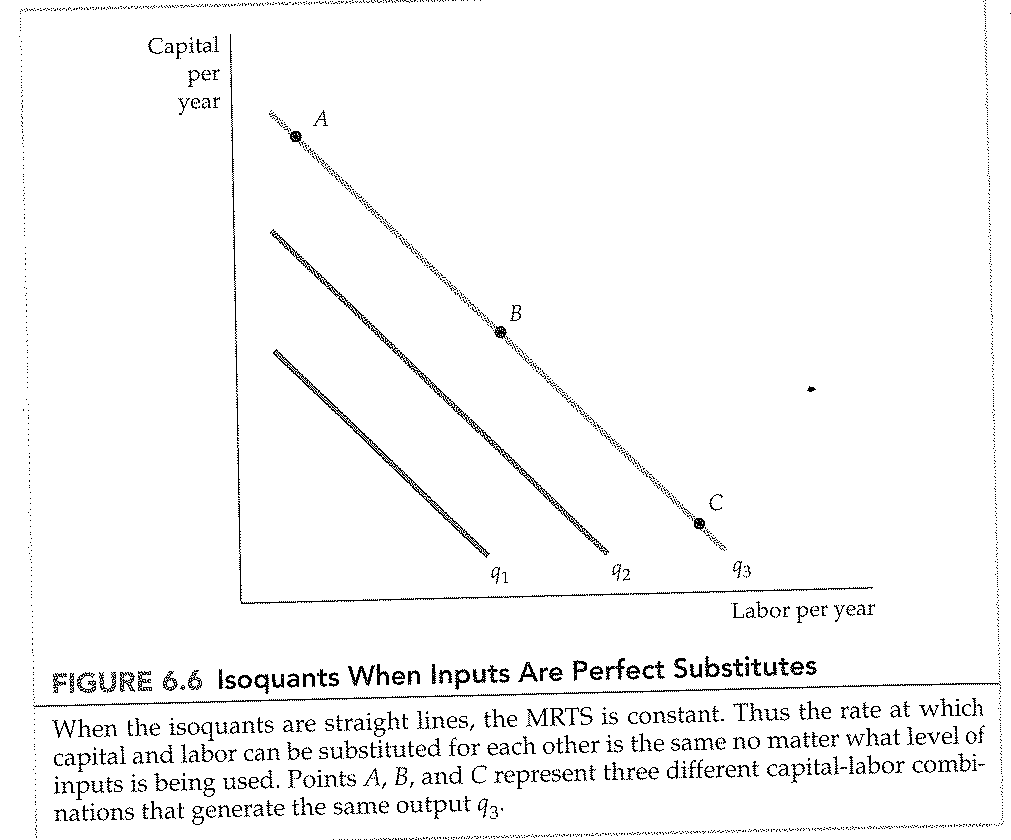 Capital
per
year
A
B
C
q1
q2
q3
Labor per year
FIGURE 6.6 Isoquants When Inputs Are Perfect Substitutes
When the isoquants are straight lines, the MRTS is constant. Thus the rate at which
capital and labor can be substituted for each other is the same no matter what level of
inputs is being used. Points A, B, and C represent three different capital-labor combi-
nations that generate the same output q3.